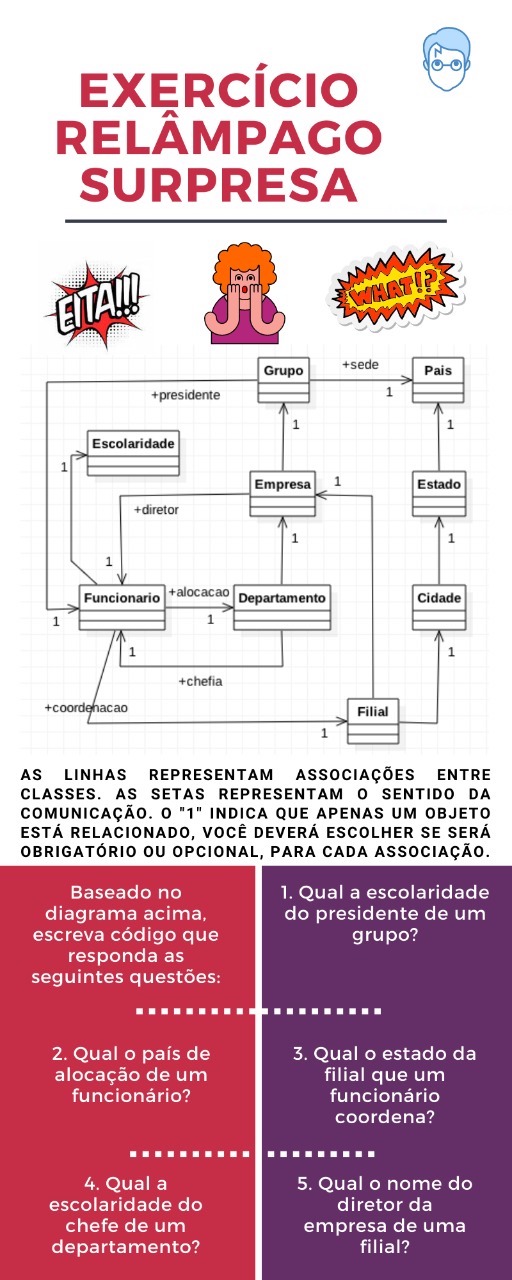 EXERCÍCIO
RELÂMPAGO
SURPRESA
EITA!!!
WHAT!?
Grupo
+sede
1
Pais
+presidente
1
1
Escolaridade
1
Empresa
1
Estado
+diretor
1
1
1
Funcionario
+alocacao
1
Departamento
Cidade
1
1
1
+chefia
+coordenacao
Filial
1
AS LINHAS REPRESENTAM ASSOCIAÇÕES ENTRE
CLASSES. AS SETAS REPRESENTAM O SENTIDO DA
COMUNICAÇÃO. O "1" INDICA QUE APENAS UM OBJETO
ESTÁ RELACIONADO, VOCÊ DEVERÁ ESCOLHER SE SERÁ
OBRIGATÓRIO OU OPCIONAL, PARA CADA ASSOCIAÇÃO.
Baseado no
diagrama acima,
escreva código que
responda as
seguintes questões:
1. Qual a escolaridade
do presidente de um
grupo?
2. Qual o país de
alocação de um
funcionário?
3. Qual o estado da
filial que um
funcionário
coordena?
4. Qual a
escolaridade do
chefe de um
departamento?
5. Qual o nome do
diretor da
empresa de uma
filial?